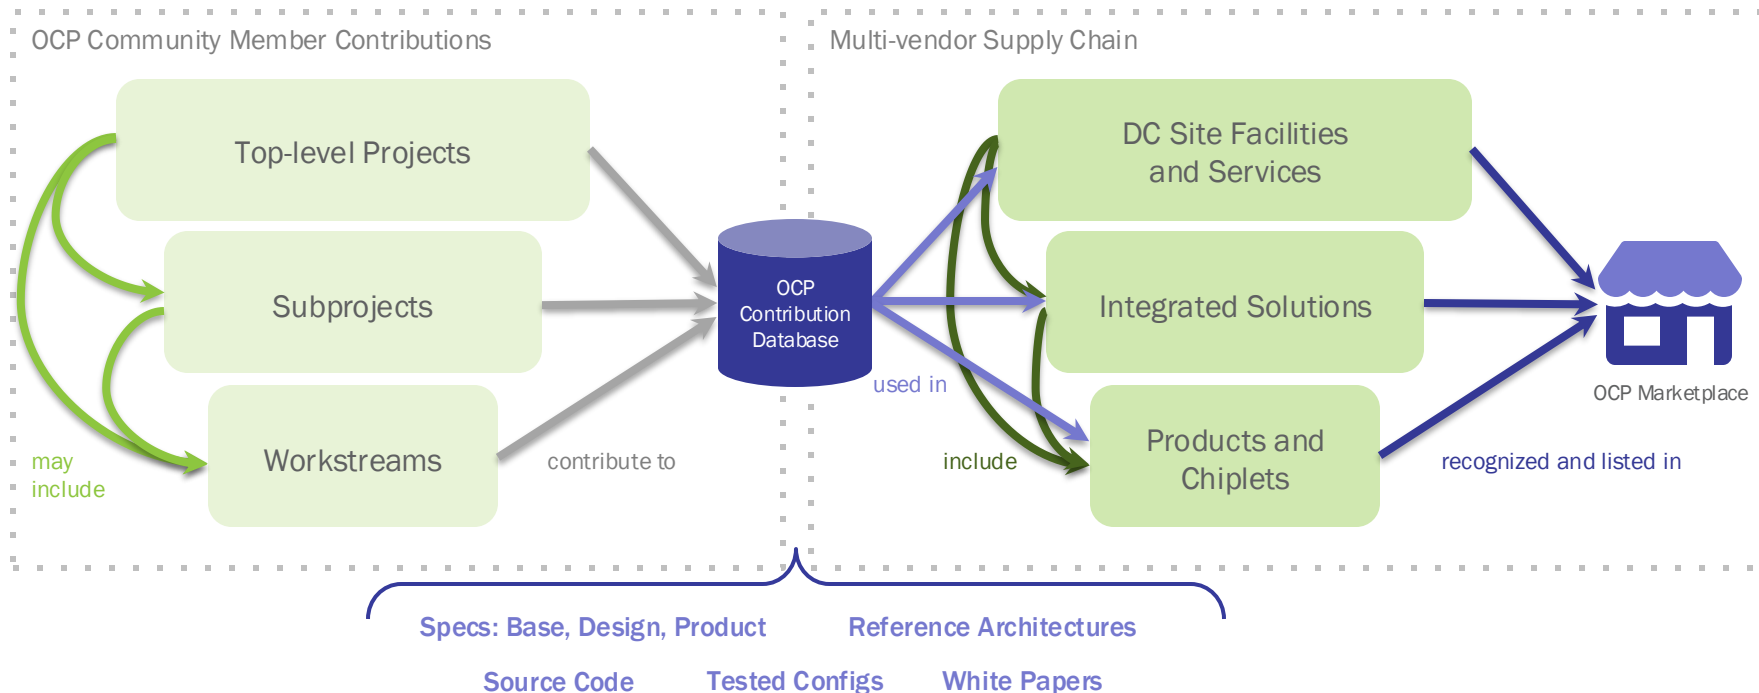 OCP Community Member Contributions
Multi-vendor Supply Chain
Top-level Projects
DC Site Facilities
and Services
Subprojects
OCP
Contribution
Database
Integrated Solutions
used in
OCP Marketplace
may
include
Workstreams
contribute to
include
Products and
Chiplets
recognized and listed in
Specs: Base, Design, Product
Reference Architectures
Source Code
Tested Configs
White Papers